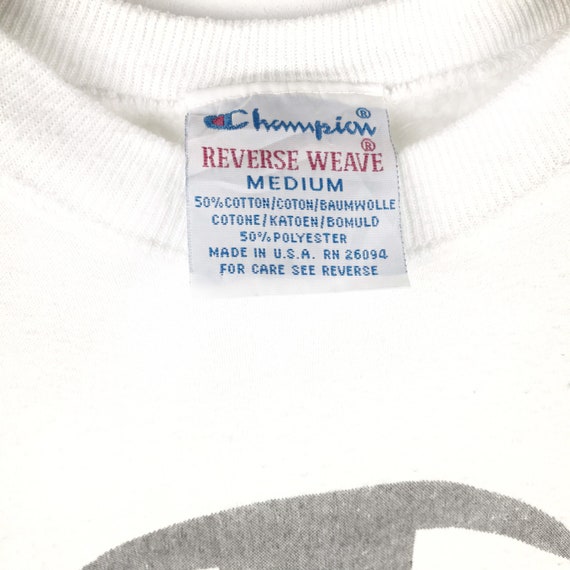 Champion®
REVERSE WEAVE®
MEDIUM
50%COTTON/COTON/BAUMWOLLE
COTONE/KATOEN/BOMULD
50%POLYESTER
MADE IN U.S.A. RN 26094
FOR CARE SEE REVERSE